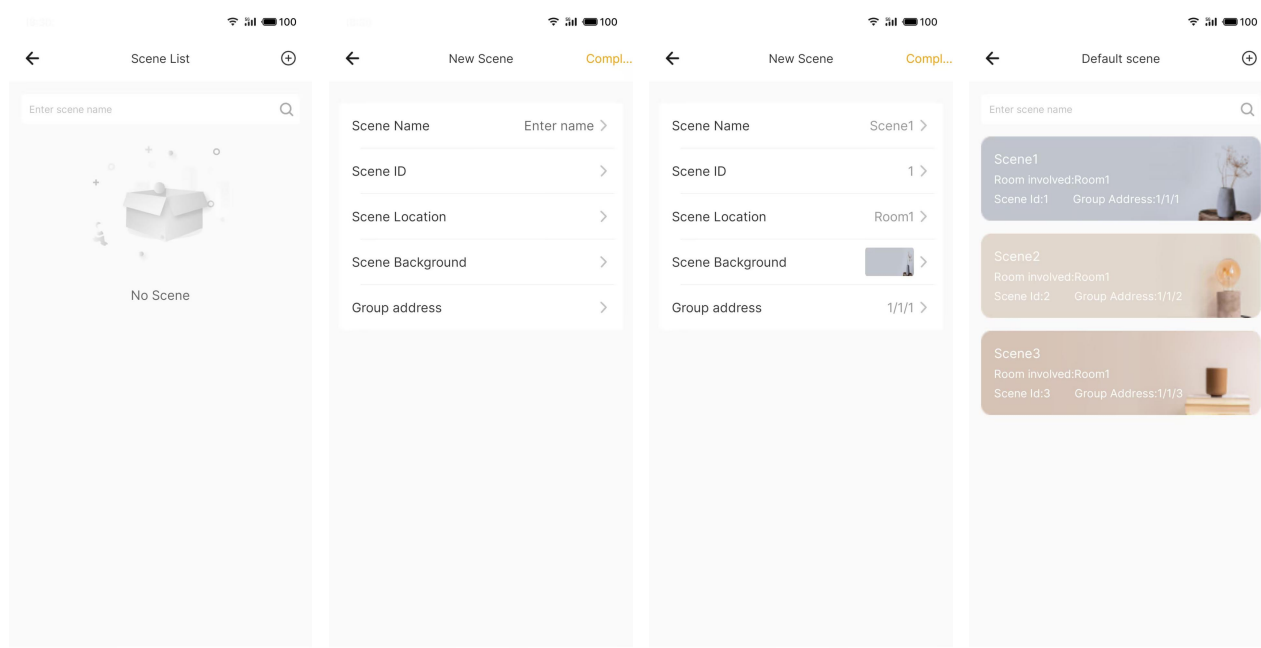 100
Scene List
Enter scene name
No Scene
100
New Scene
Compl...
Scene Name
Enter name
Scene ID
Scene Location
Scene Background
Group address
100
New Scene
Compl...
Scene Name
Scene1
Scene ID
1
Scene Location
Room1
Scene Background
Group address
1/1/1
100
Default scene
Enter scene name
Scene1
Room involved:Room1
Scene Id:1 Group Address:1/1/1
Scene2
Room involved:Room1
Scene Id:2 Group Address:1/1/2
Scene3
Room involved:Room1
Scene Id:3 Group Address:1/1/3